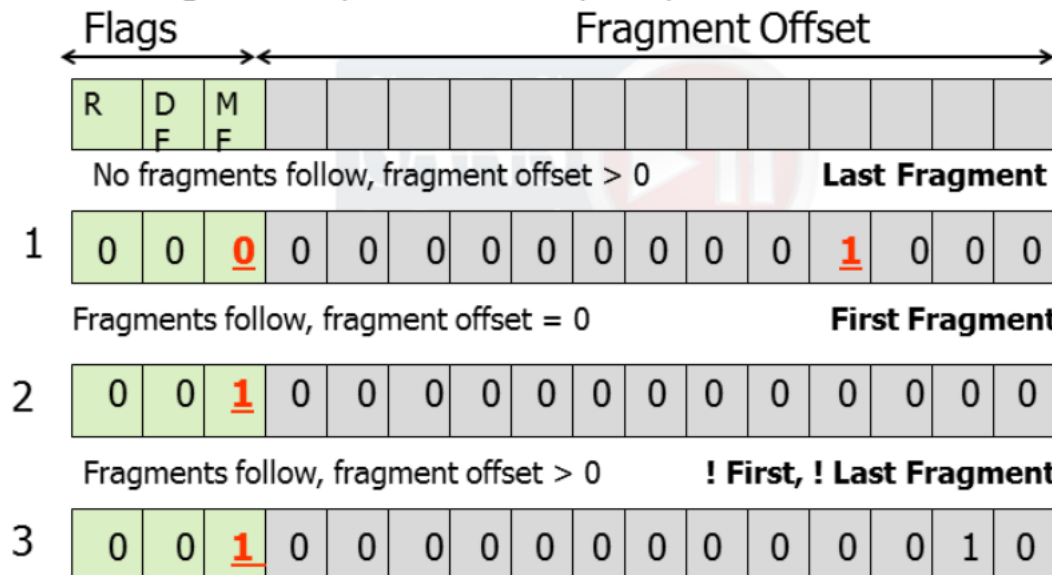 Flags Fragment Offset
R D F M F
No fragments follow, fragment offset > 0 Last Fragment
1 0 0 0 0 0 0 0 0 0 0 0 0 1 0 0 0
Fragments follow, fragment offset = 0 First Fragment
2 0 0 1 0 0 0 0 0 0 0 0 0 0 0 0 0
Fragments follow, fragment offset > 0 ! First, ! Last Fragment
3 0 0 1 0 0 0 0 0 0 0 0 0 0 0 1 0